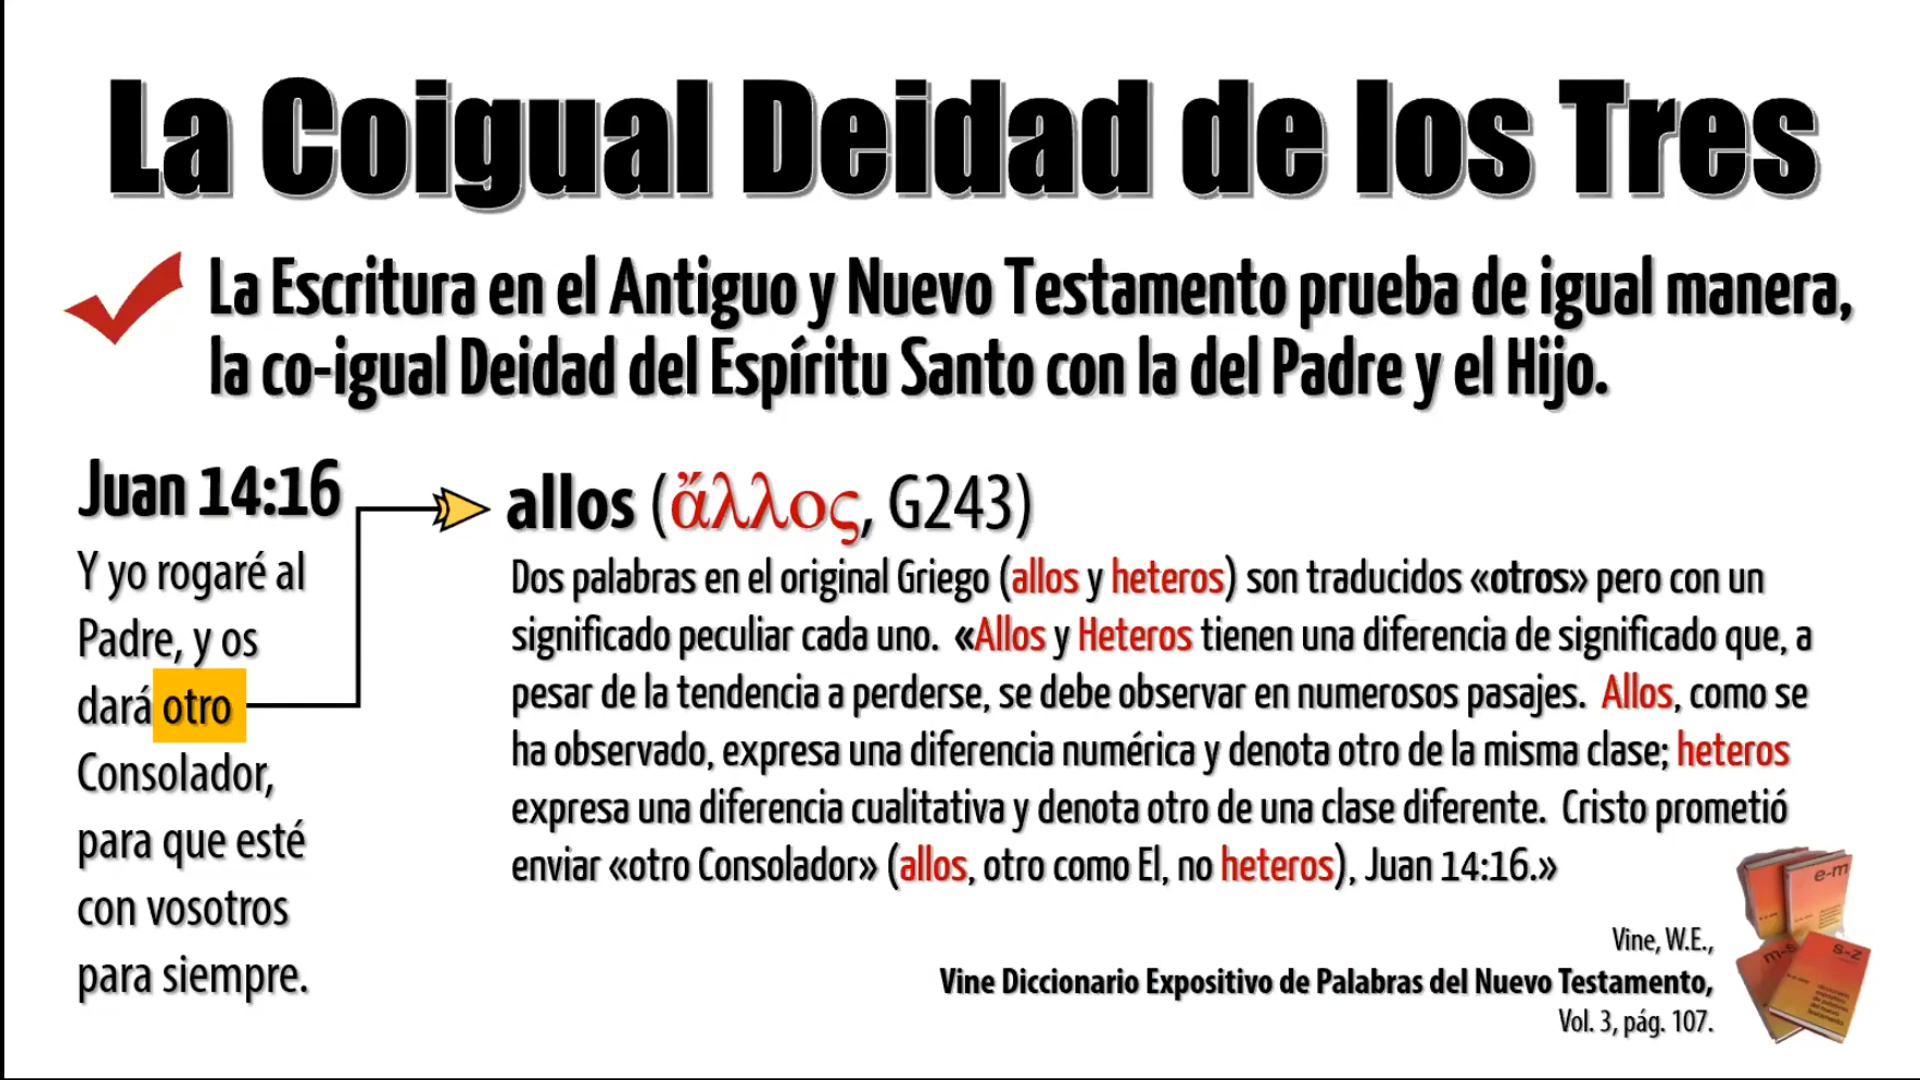 La Coigual Deidad de los Tres
La Escritura en el Antiguo y Nuevo Testamento prueba de igual manera,
la co-igual Deidad del Espíritu Santo con la del Padre y el Hijo.
Juan 14:16
Y yo rogaré al
Padre, y os
dará otro
Consolador,
para que esté
con vosotros
para siempre.
allos (ἄλλος, G243)
Dos palabras en el original Griego (allos y heteros) son traducidos «otros» pero con un
significado peculiar cada uno. «Allos y Heteros tienen una diferencia de significado que, a
pesar de la tendencia a perderse, se debe observar en numerosos pasajes. Allos, como se
ha observado, expresa una diferencia numérica y denota otro de la misma clase; heteros
expresa una diferencia cualitativa y denota otro de una clase diferente. Cristo prometió
enviar «otro Consolador» (allos, otro como El, no heteros), Juan 14:16.»
Vine, W.E.,
Vine Diccionario Expositivo de Palabras del Nuevo Testamento,
Vol. 3, pág. 107.
e-m
m-s
s-z